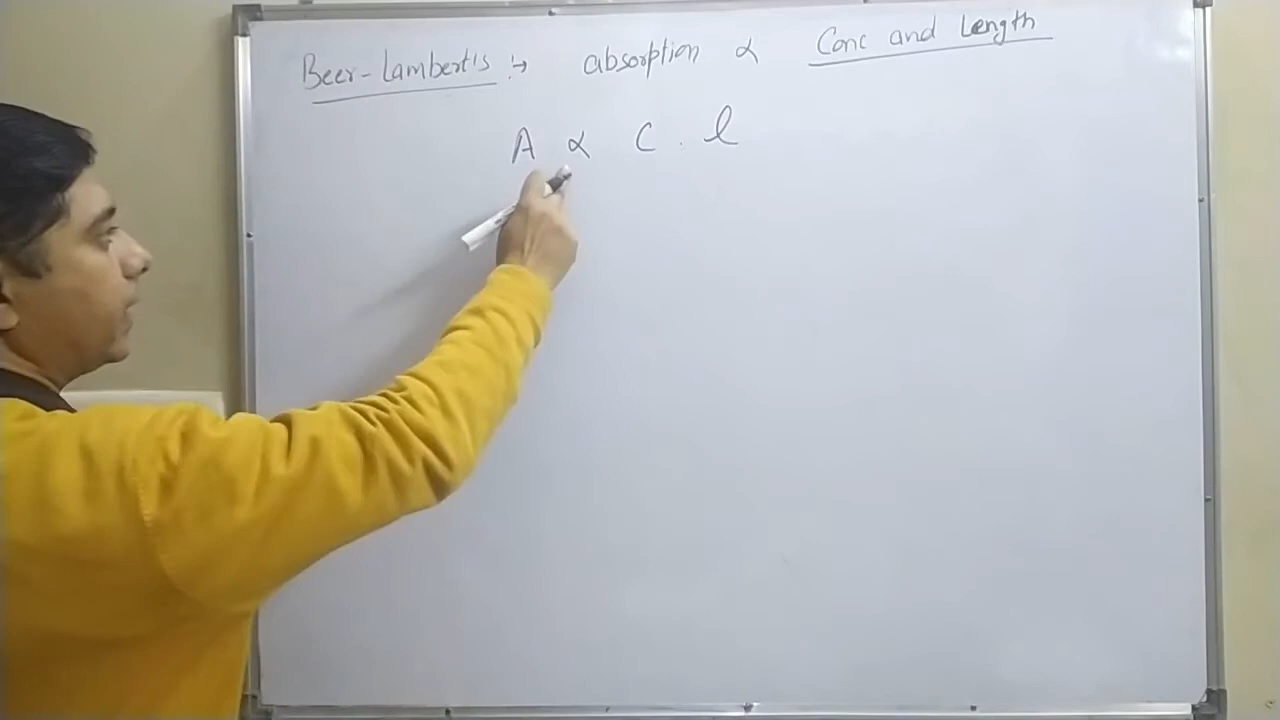 Beer-Lambert's :→ absorption ∝ Conc and Length
A ∝ C . l